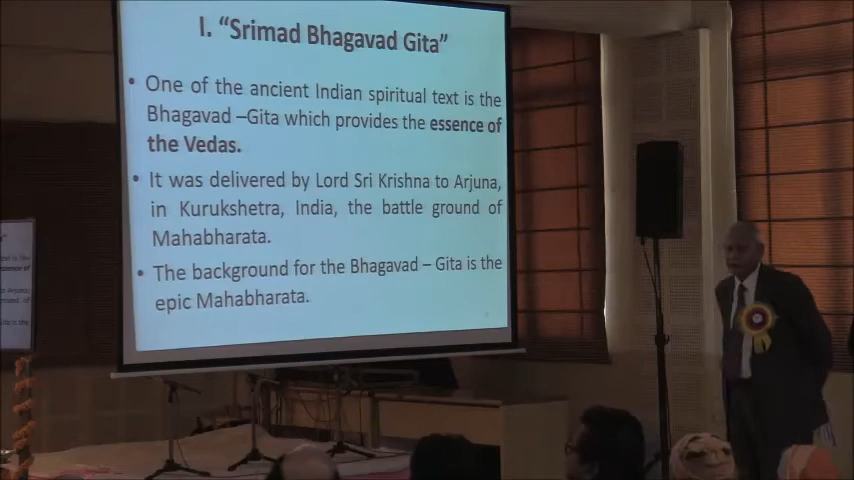 I. “Srimad Bhagavad Gita”
• One of the ancient Indian spiritual text is the
Bhagavad –Gita which provides the essence of
the Vedas.
• It was delivered by Lord Sri Krishna to Arjuna,
in Kurukshetra, India, the battle ground of
Mahabharata.
• The background for the Bhagavad – Gita is the
epic Mahabharata.